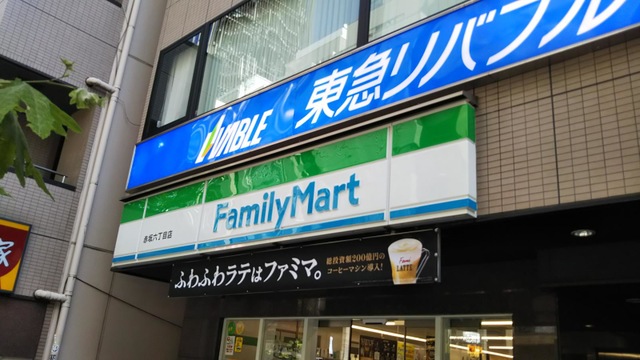 LIVABLE 東急リバブル
FamilyMart
赤坂六丁目店
ふわふわラテはファミマ。
総投資額200億円の
コーヒーマシン導入!
LATTE
家